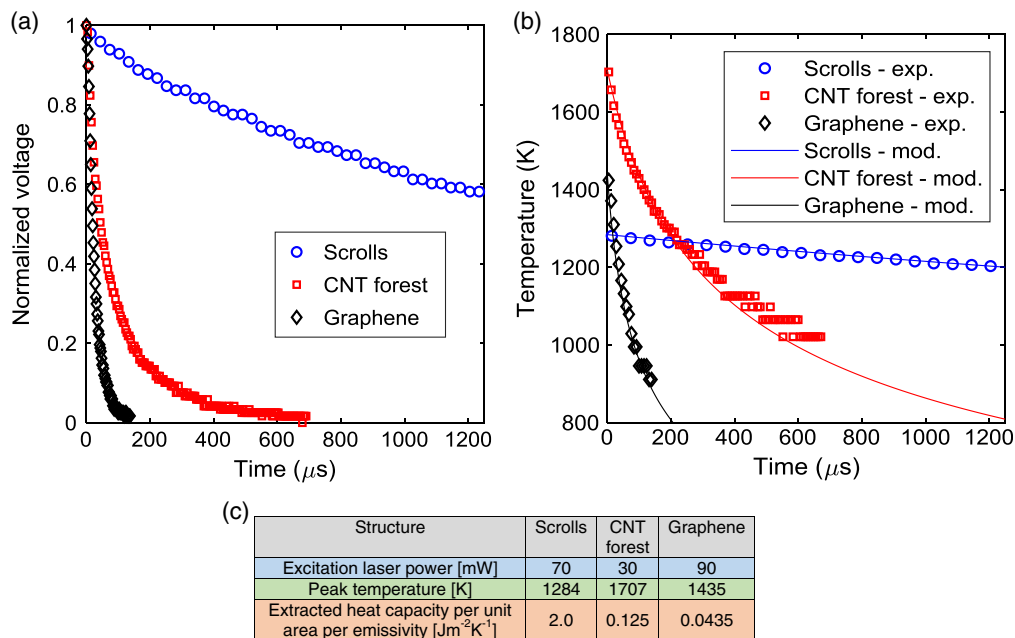 (a)
1
0.8
0.6
0.4
0.2
0
Normalized voltage
0 200 400 600 800 1000 1200
Time (μs)
Scrolls
CNT forest
Graphene
(b)
1800
1600
1400
1200
1000
800
Temperature (K)
0 200 400 600 800 1000 1200
Time (μs)
Scrolls - exp.
CNT forest - exp.
Graphene - exp.
Scrolls - mod.
CNT forest - mod.
Graphene - mod.
(c)
Structure Scrolls CNT forest Graphene
Excitation laser power [mW] 70 30 90
Peak temperature [K] 1284 1707 1435
Extracted heat capacity per unit
area per emissivity [Jm⁻²K⁻¹] 2.0 0.125 0.0435